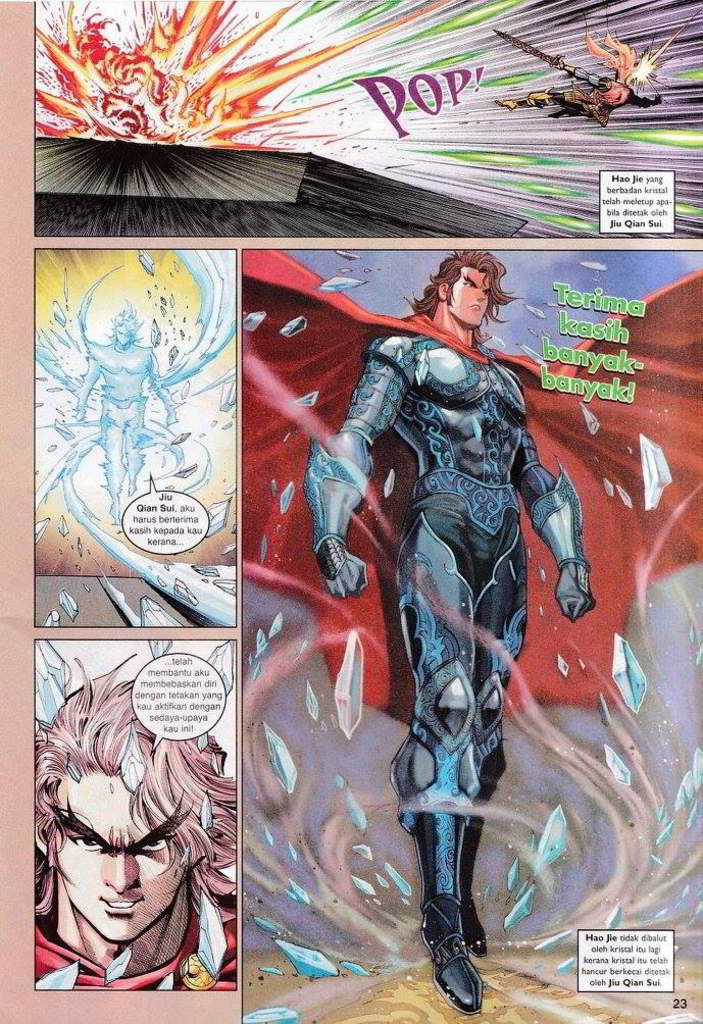 POP!
Hao Jie yang
berbadan kristal
telah meletup apa-
bila ditetak oleh
Jiu Qian Sui.
Jiu
Qian Sui, aku
harus berterima
kasih kepada kau
kerana...
...telah
membantu aku
membebaskan diri
dengan tetakan yang
kau aktifkan dengan
sedaya-upaya
kau ini!
Terima
kasih
banyak-
banyak!
Hao Jie tidak dibalut
oleh kristal itu lagi
kerana kristal itu telah
hancur berkecai ditetak
oleh Jiu Qian Sui.
23